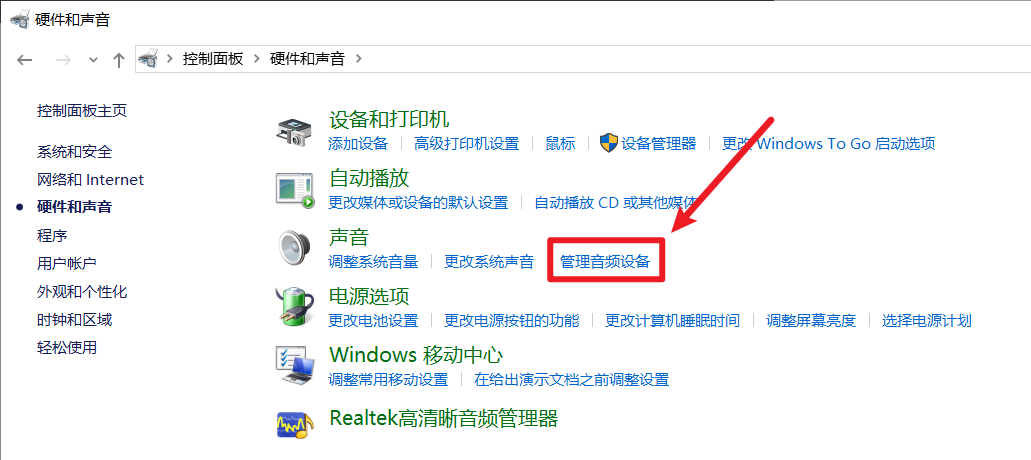 硬件和声音
控制面板 硬件和声音
控制面板主页
系统和安全
网络和 Internet
硬件和声音
程序
用户帐户
外观和个性化
时钟和区域
轻松使用
设备和打印机
添加设备 高级打印机设置 鼠标 设备管理器 更改 Windows To Go 启动选项
自动播放
更改媒体或设备的默认设置 自动播放 CD 或其他媒体
声音
调整系统音量 更改系统声音 管理音频设备
电源选项
更改电池设置 更改电源按钮的功能 更改计算机睡眠时间 调整屏幕亮度 选择电源计划
Windows 移动中心
调整常用移动设置 在给出演示文档之前调整设置
Realtek高清晰音频管理器